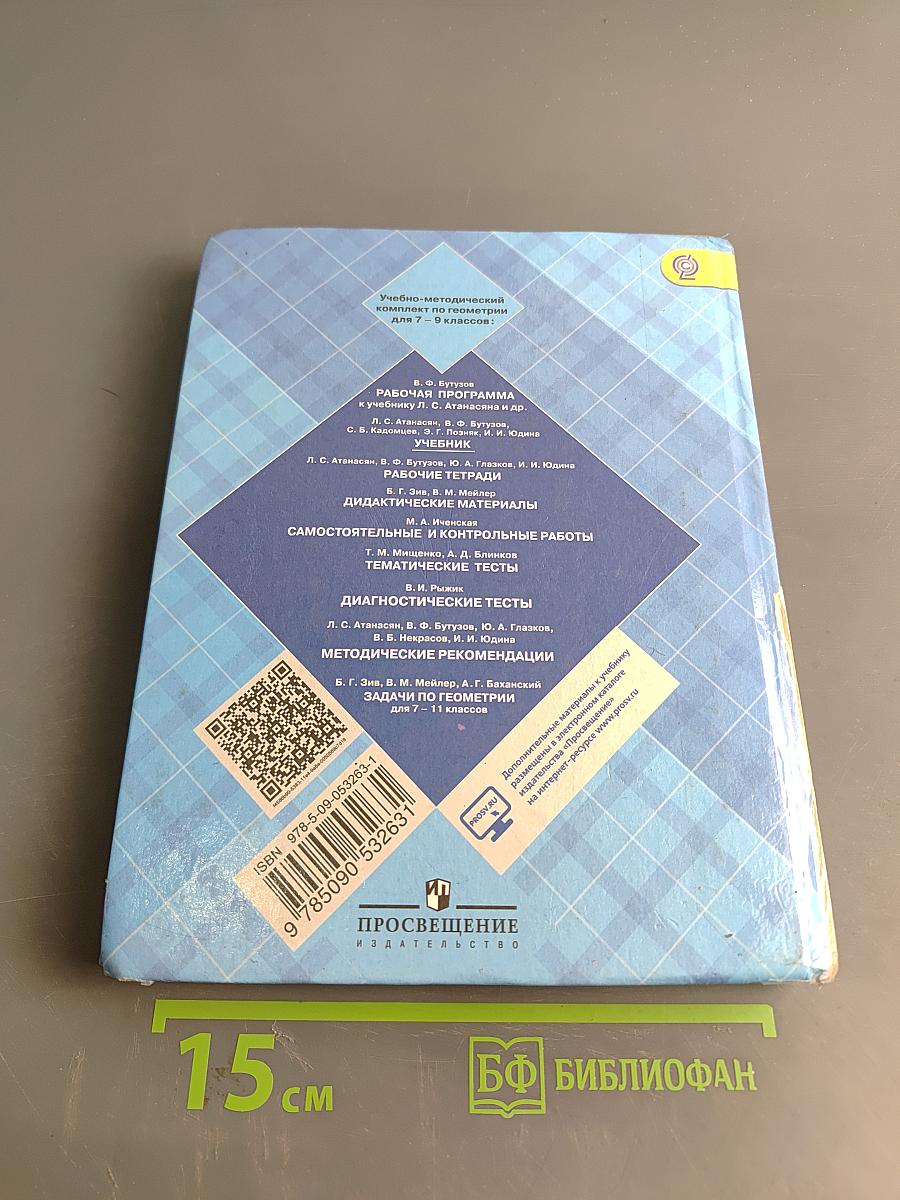 Учебно-методический
комплект по геометрии
для 7 – 9 классов:
В. Ф. Бутузов
РАБОЧАЯ ПРОГРАММА
к учебнику Л. С. Атанасяна и др.
Л. С. Атанасян, В. Ф. Бутузов,
С. Б. Кадомцев, Э. Г. Позняк, И. И. Юдина
УЧЕБНИК
Л. С. Атанасян, В. Ф. Бутузов, Ю. А. Глазков, И. И. Юдина
РАБОЧИЕ ТЕТРАДИ
Б. Г. Зив, В. М. Мейлер
ДИДАКТИЧЕСКИЕ МАТЕРИАЛЫ
М. А. Иченская
САМОСТОЯТЕЛЬНЫЕ И КОНТРОЛЬНЫЕ РАБОТЫ
Т. М. Мищенко, А. Д. Блинков
ТЕМАТИЧЕСКИЕ ТЕСТЫ
В. И. Рыжик
ДИАГНОСТИЧЕСКИЕ ТЕСТЫ
Л. С. Атанасян, В. Ф. Бутузов, Ю. А. Глазков,
В. Б. Некрасов, И. И. Юдина
МЕТОДИЧЕСКИЕ РЕКОМЕНДАЦИИ
Б. Г. Зив, В. М. Мейлер, А. Г. Баханский
ЗАДАЧИ ПО ГЕОМЕТРИИ
для 7 – 11 классов
Дополнительные материалы к учебнику
размещены в электронном каталоге
издательства «Просвещение»
на интернет-ресурсе www.prosv.ru
PROSV.RU
ISBN 978-5-09-053263-1
9 785090 532631
ПРОСВЕЩЕНИЕ
ИЗДАТЕЛЬСТВО
15 см
БФ БИБЛИОФАН